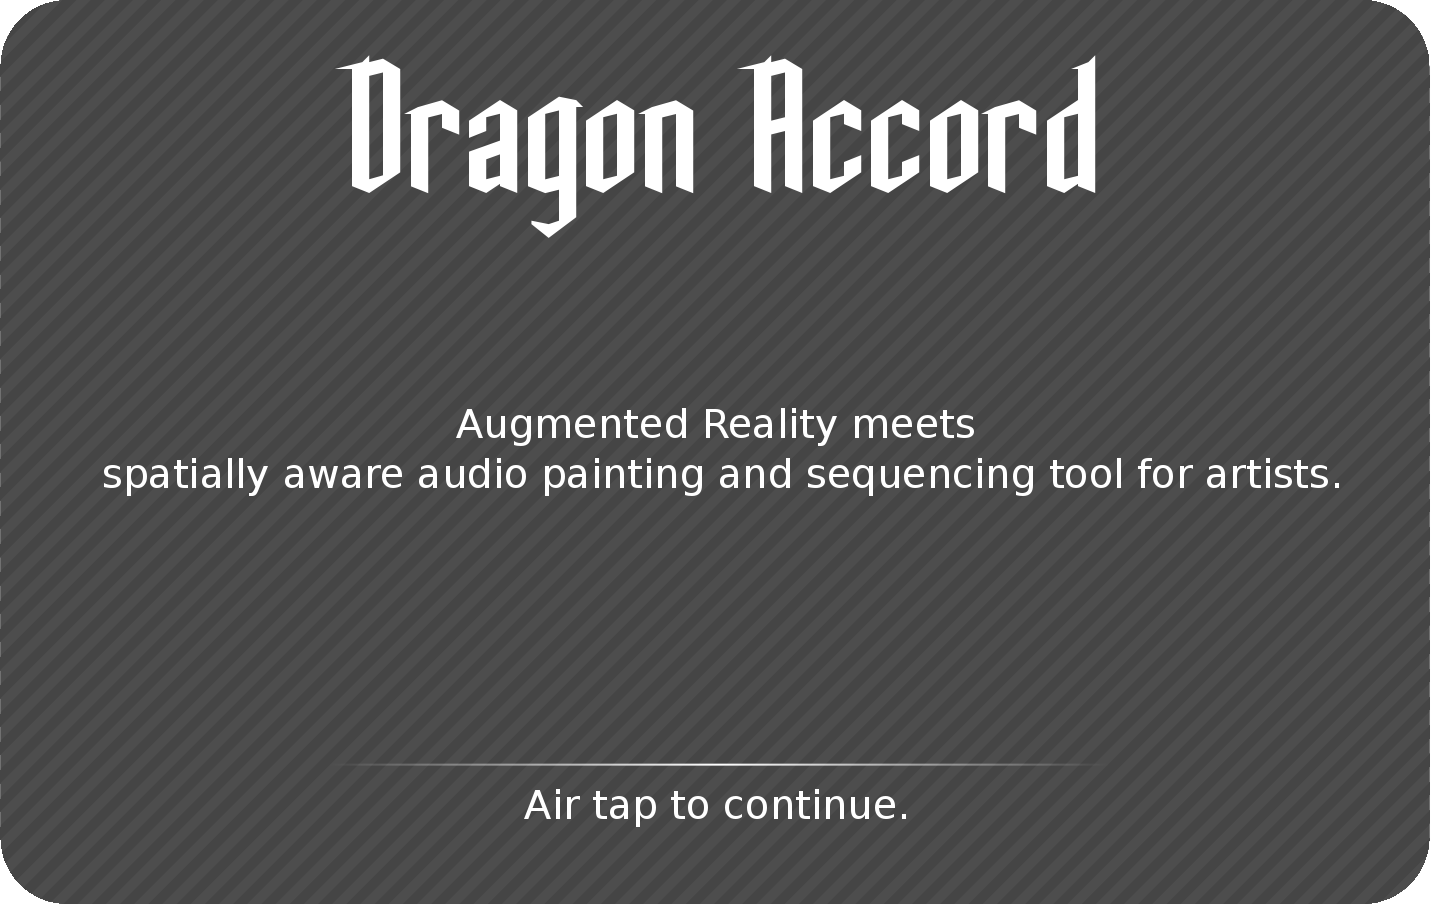 Dragon Accord
Augmented Reality meets
spatially aware audio painting and sequencing tool for artists.
Air tap to continue.